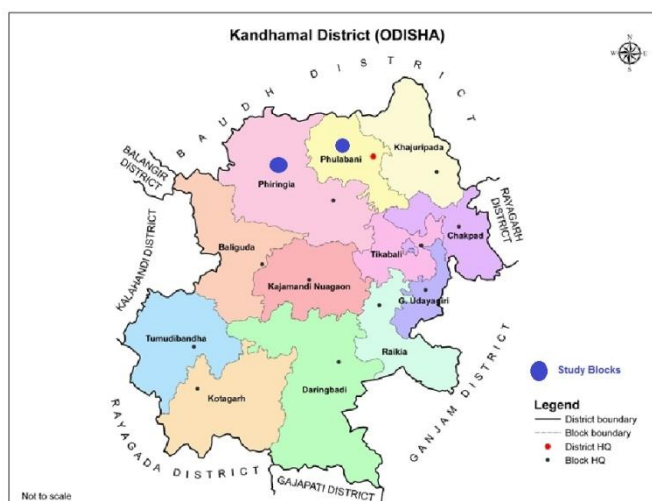 Kandhamal District (ODISHA)
N
W
E
S
BAUDH DISTRICT
BALANGIR
DISTRICT
KALAHANDI DISTRICT
RAYAGARH
DISTRICT
Khajuripada
Phulabani
Phiringia
Chakpad
Tikabali
Baliguda
Kajamandi Nuagaon
G. Udayagiri
Tumudibandha
Raikia
Daringbadi
Kotagarh
RAYAGADA DISTRICT
GAJAPATI DISTRICT
GANJAM DISTRICT
Study Blocks
Legend
District boundary
Block boundary
District HQ
Block HQ
Not to scale